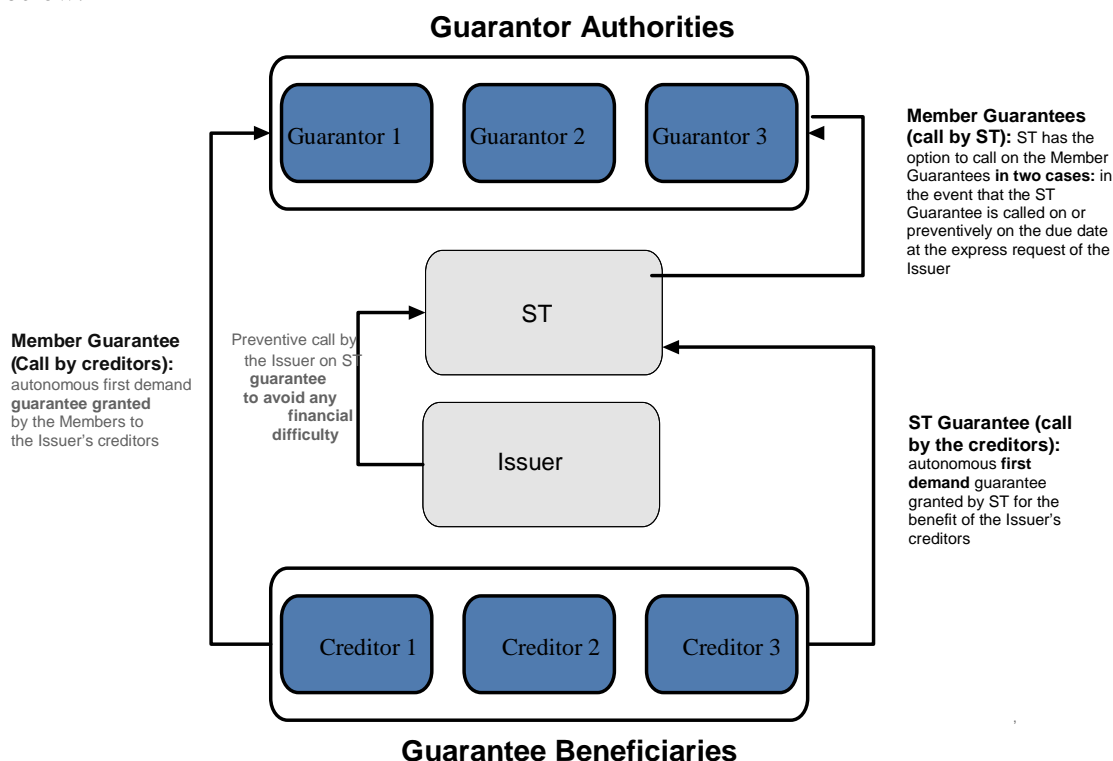 Guarantor Authorities
Guarantor 1
Guarantor 2
Guarantor 3
Member Guarantees
(call by ST): ST has the
option to call on the Member
Guarantees in two cases: in
the event that the ST
Guarantee is called on or
preventively on the due date
at the express request of the
Issuer
ST
Member Guarantee
(Call by creditors):
autonomous first demand
guarantee granted
by the Members to
the Issuer's creditors
Preventive call by
the Issuer on ST
guarantee
to avoid any
financial
difficulty
Issuer
ST Guarantee (call
by the creditors):
autonomous first
demand guarantee
granted by ST for the
benefit of the Issuer's
creditors
Creditor 1
Creditor 2
Creditor 3
,
Guarantee Beneficiaries